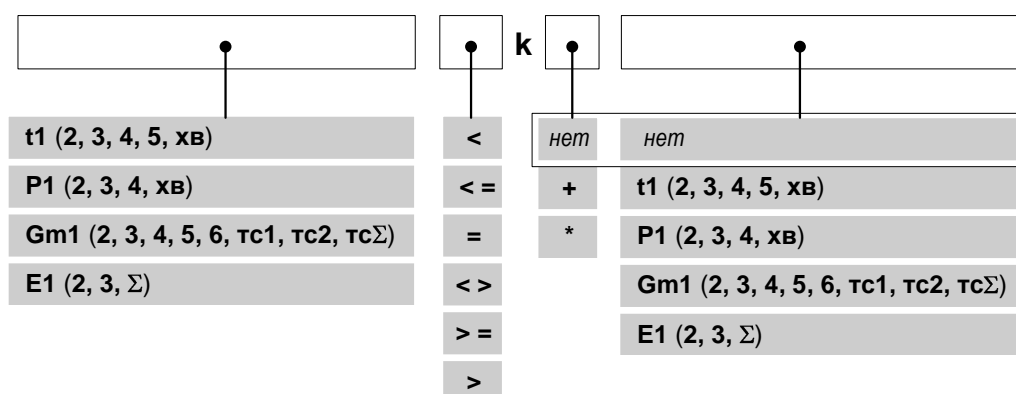 k
t1 (2, 3, 4, 5, хв) < нет нет
P1 (2, 3, 4, хв) < = + t1 (2, 3, 4, 5, хв)
Gm1 (2, 3, 4, 5, 6, тс1, тс2, тсΣ) = * P1 (2, 3, 4, хв)
E1 (2, 3, Σ) < > Gm1 (2, 3, 4, 5, 6, тс1, тс2, тсΣ)
> = E1 (2, 3, Σ)
>